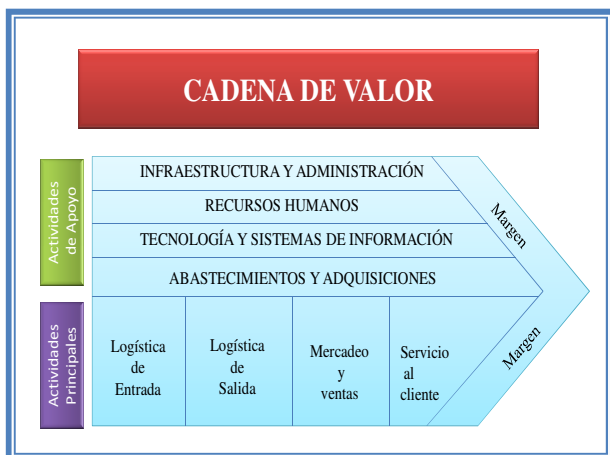 CADENA DE VALOR
Actividades
de Apoyo
INFRAESTRUCTURA Y ADMINISTRACIÓN
RECURSOS HUMANOS
TECNOLOGÍA Y SISTEMAS DE INFORMACIÓN
ABASTECIMIENTOS Y ADQUISICIONES
Margen
Actividades
Principales
Logística
de
Entrada
Logística
de
Salida
Mercadeo
y
ventas
Servicio
al
cliente
Margen